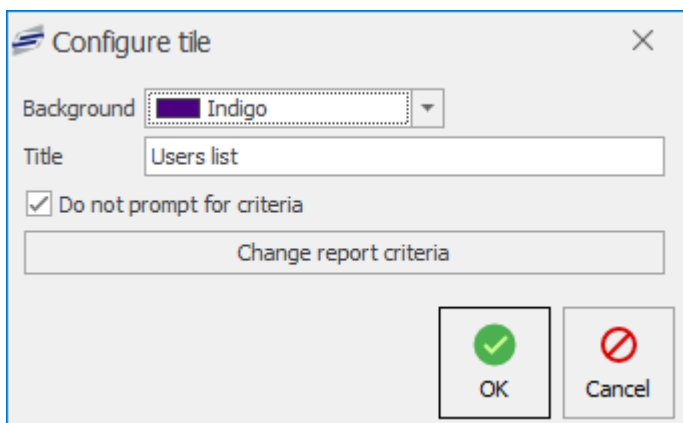 Configure tile
Background Indigo
Title Users list
Do not prompt for criteria
Change report criteria
OK Cancel